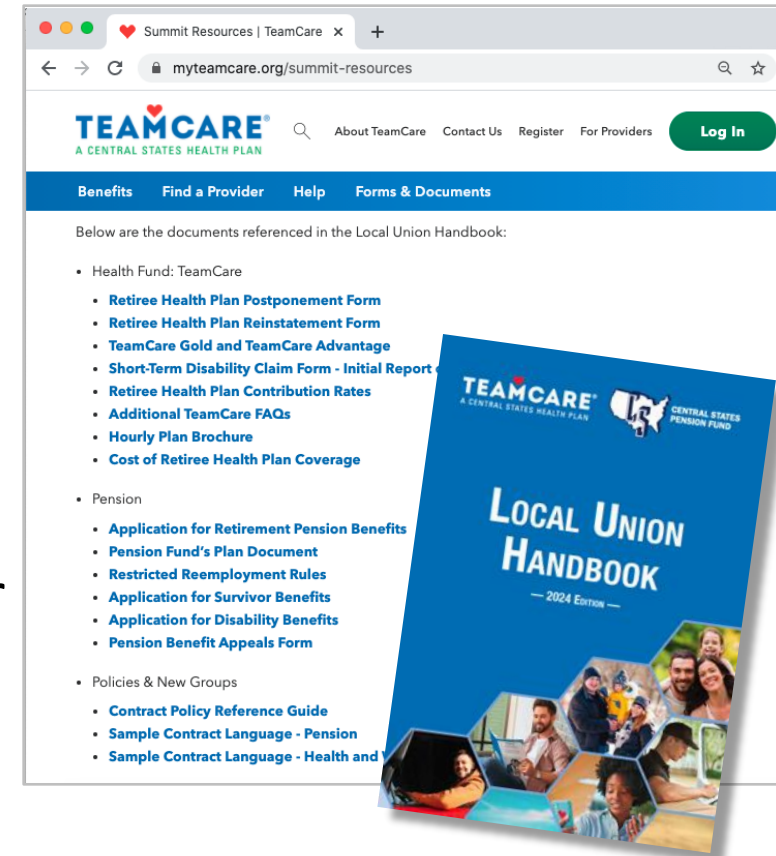 Summit Resources | TeamCare
myteamcare.org/summit-resources
TEAMCARE®
A CENTRAL STATES HEALTH PLAN
About TeamCare Contact Us Register For Providers Log In
Benefits Find a Provider Help Forms & Documents
Below are the documents referenced in the Local Union Handbook:
• Health Fund: TeamCare
• Retiree Health Plan Postponement Form
• Retiree Health Plan Reinstatement Form
• TeamCare Gold and TeamCare Advantage
• Short-Term Disability Claim Form - Initial Report
• Retiree Health Plan Contribution Rates
• Additional TeamCare FAQs
• Hourly Plan Brochure
• Cost of Retiree Health Plan Coverage
• Pension
• Application for Retirement Pension Benefits
• Pension Fund's Plan Document
• Restricted Reemployment Rules
• Application for Survivor Benefits
• Application for Disability Benefits
• Pension Benefit Appeals Form
• Policies & New Groups
• Contract Policy Reference Guide
• Sample Contract Language - Pension
• Sample Contract Language - Health and
TEAMCARE®
A CENTRAL STATES HEALTH PLAN
CENTRAL STATES
PENSION FUND
LOCAL UNION
HANDBOOK
— 2024 EDITION —